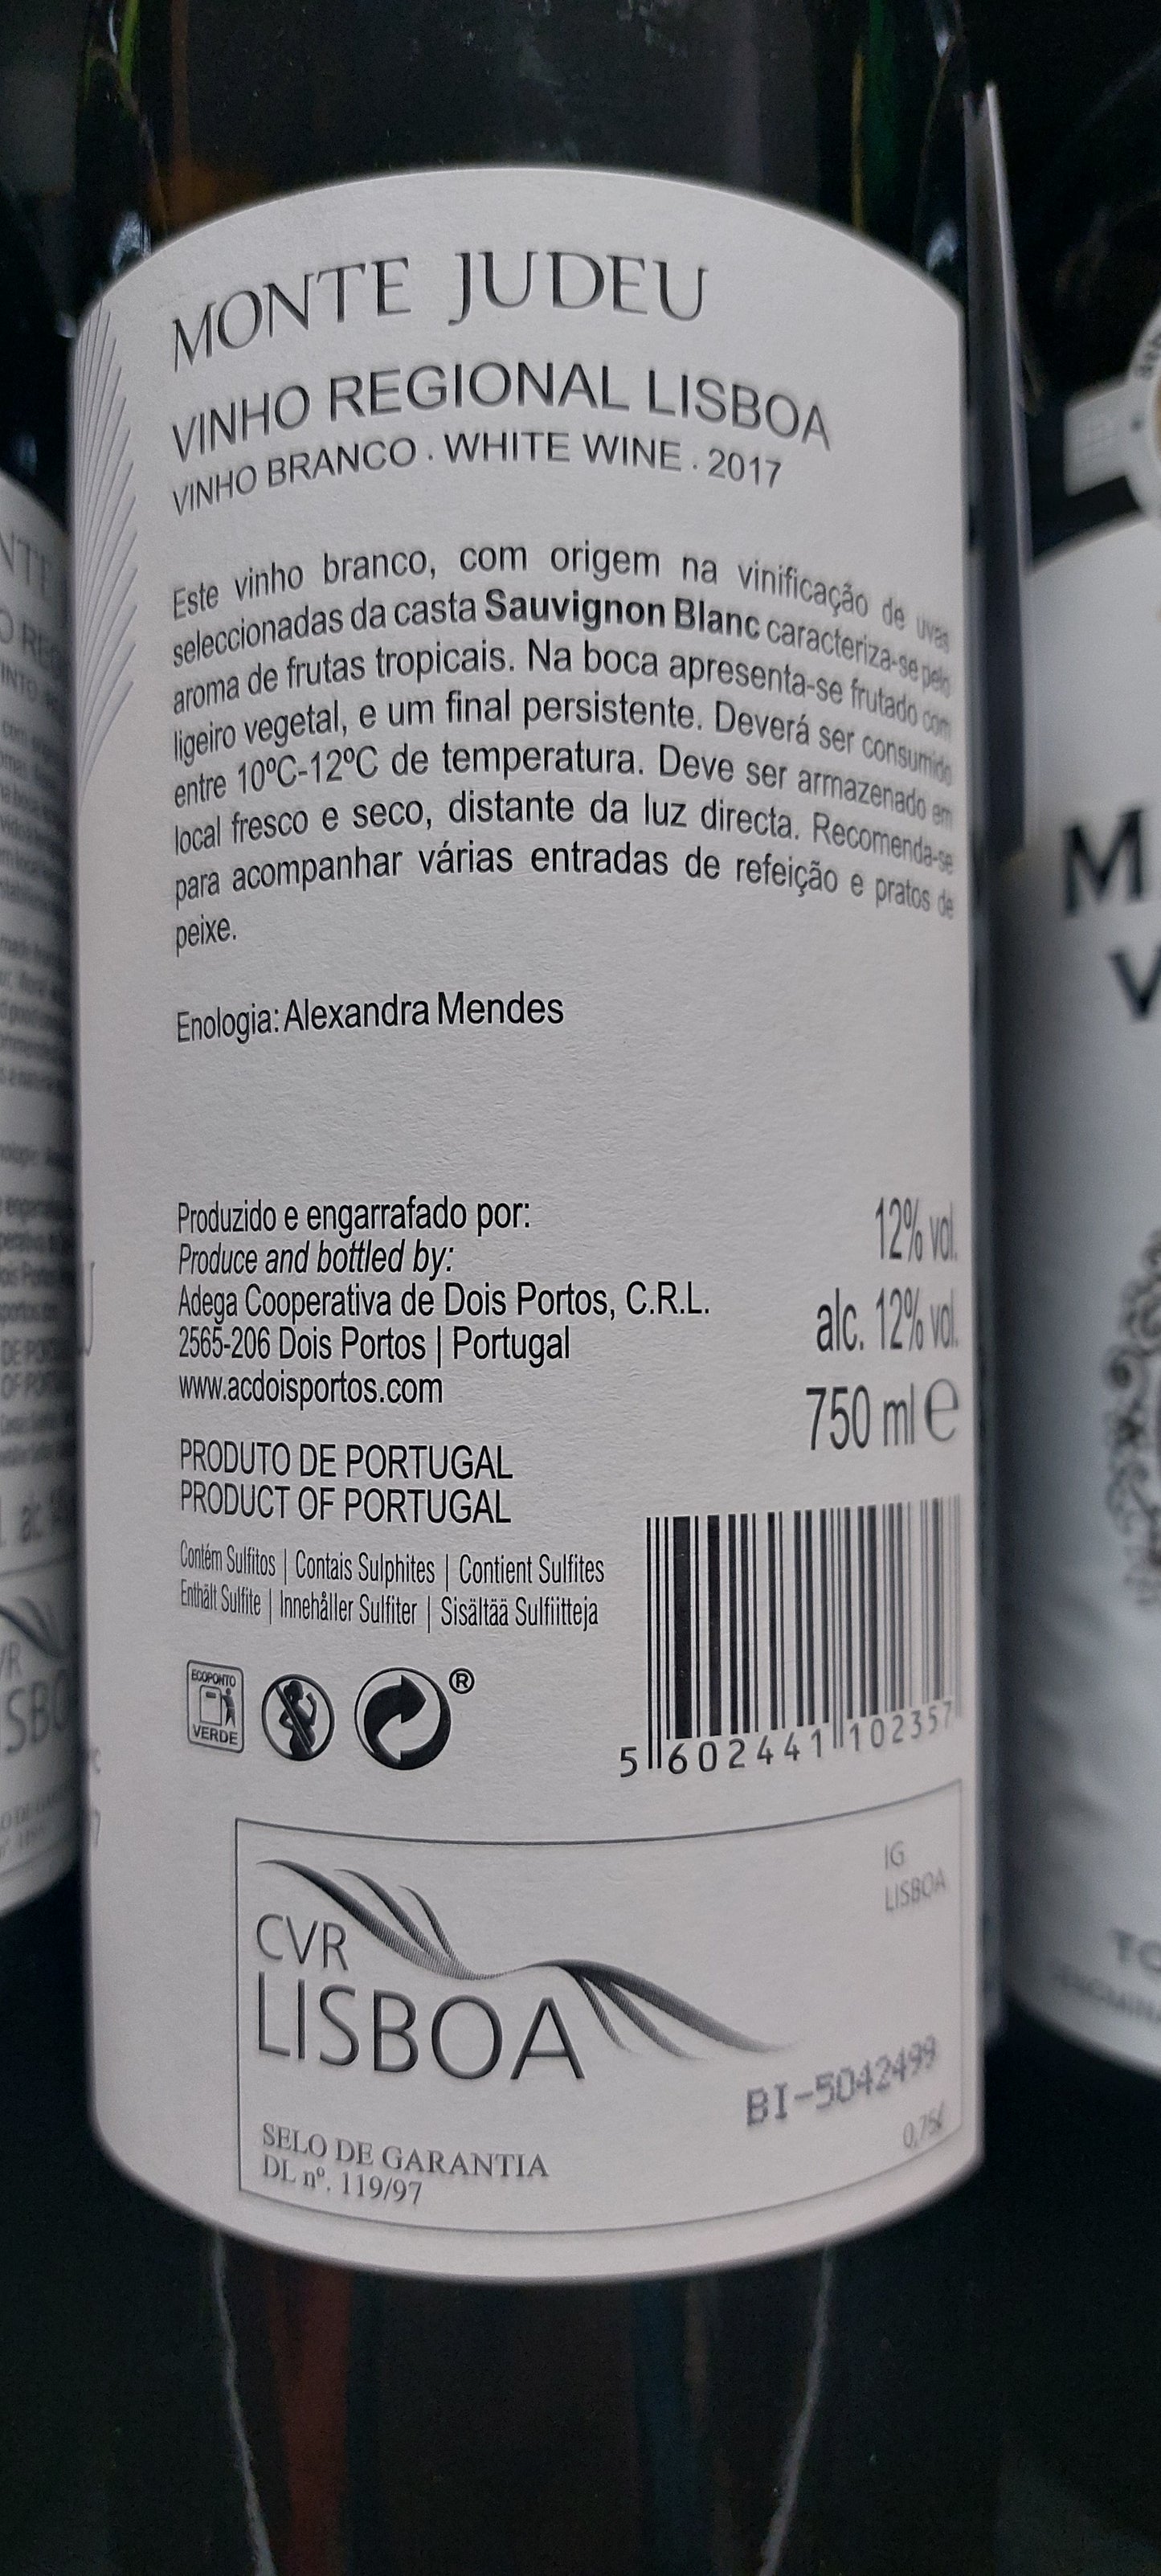 MONTE JUDEU
VINHO REGIONAL LISBOA
VINHO BRANCO . WHITE WINE . 2017
Este vinho branco, com origem na vinificação de uvas
seleccionadas da casta Sauvignon Blanc caracteriza-se pelo
aroma de frutas tropicais. Na boca apresenta-se frutado com
ligeiro vegetal, e um final persistente. Deverá ser consumido
entre 10ºC-12ºC de temperatura. Deve ser armazenado em
local fresco e seco, distante da luz directa. Recomenda-se
para acompanhar várias entradas de refeição e pratos de
peixe.
Enologia: Alexandra Mendes
Produzido e engarrafado por:
Produce and bottled by:
Adega Cooperativa de Dois Portos, C.R.L.
2565-206 Dois Portos | Portugal
www.acdoisportos.com
12% vol.
alc. 12% vol.
750 ml e
PRODUTO DE PORTUGAL
PRODUCT OF PORTUGAL
Contém Sulfitos | Contais Sulphites | Contient Sulfites
Enthält Sulfite | Innehåller Sulfiter | Sisältää Sulfiitteja
ECOPONTO
VERDE
®
5 602441 102357
IG
LISBOA
CVR
LISBOA
BI-5042499
0,75ℓ
SELO DE GARANTIA
DL nº. 119/97
M
V